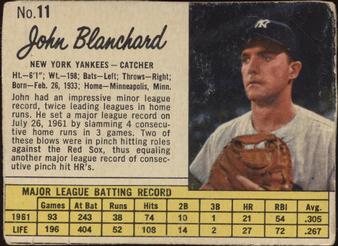 No. 11
John Blanchard
NEW YORK YANKEES — CATCHER
Ht.—6'1"; Wt.—198; Bats—Left; Throws—Right;
Born—Feb. 26, 1933; Home—Minneapolis, Minn.
John had an impressive minor league
record, twice leading leagues in home
runs. He set a major league record on
July 26, 1961 by slamming 4 consecutive
home runs in 3 games. Two of
these blows were in pinch hitting roles
against the Red Sox, thus equaling
another major league record of consecutive
pinch hit HR's.
NY
MAJOR LEAGUE BATTING RECORD
Games At Bat Runs Hits 2B 3B HR RBI Avg.
1961 93 243 38 74 10 1 21 54 .305
LIFE 196 404 52 108 14 2 27 77 .267